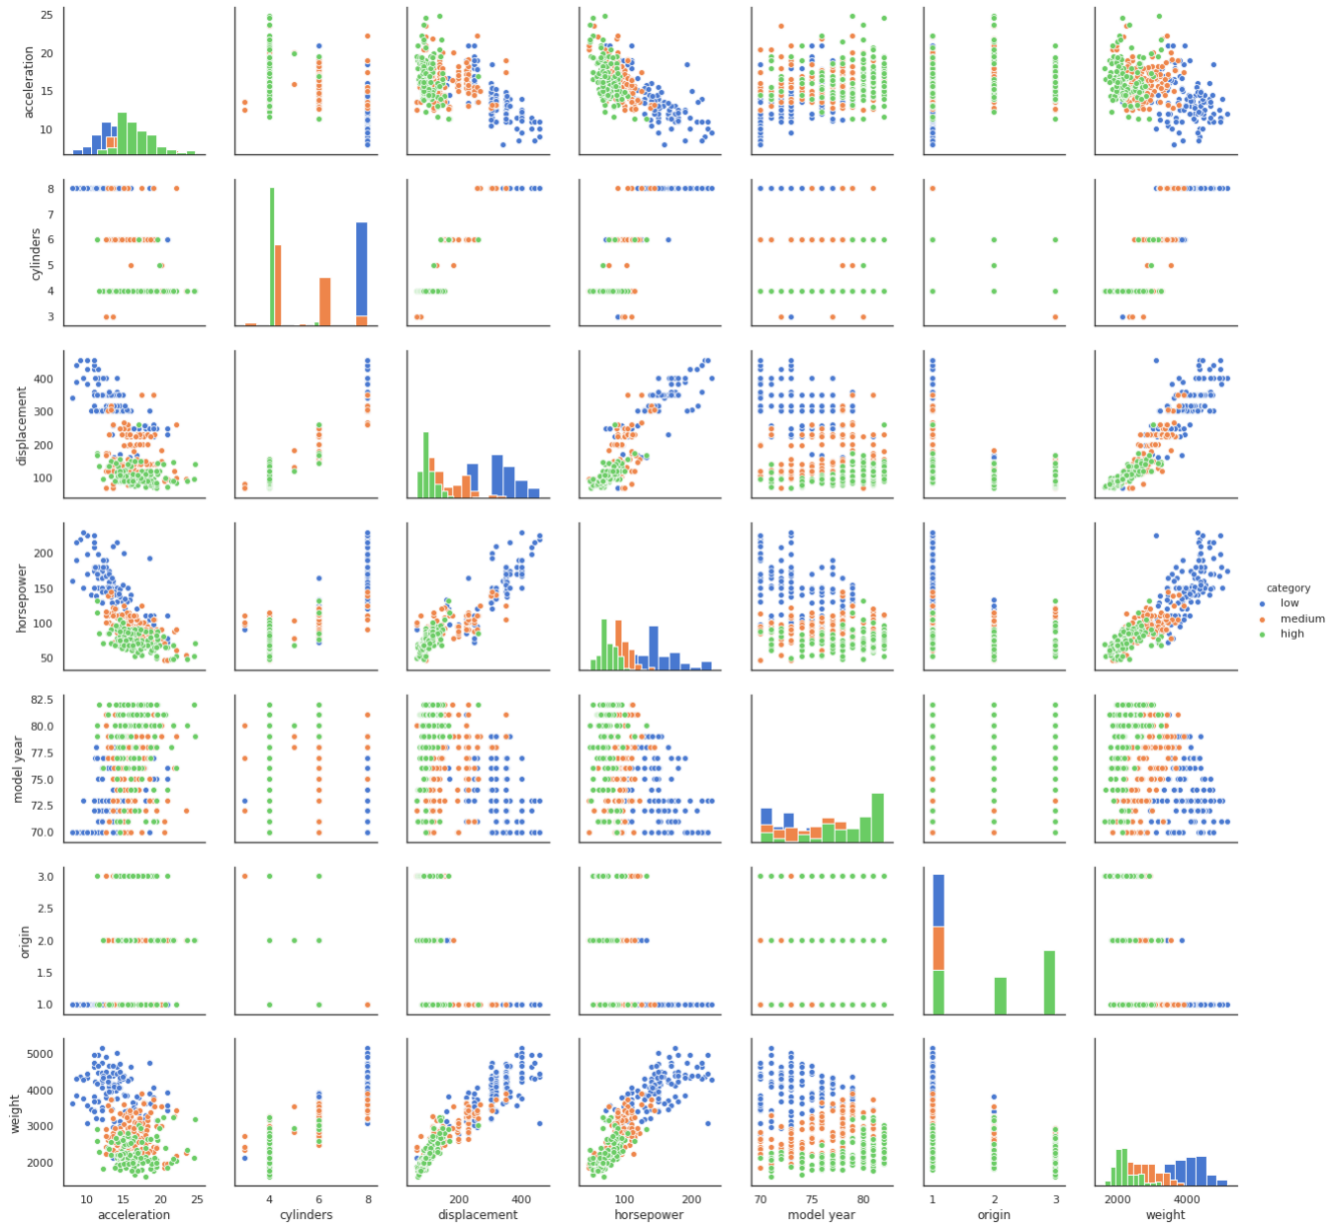 25
20
15
10
acceleration
8
7
6
5
4
3
cylinders
400
300
200
100
displacement
200
150
100
50
horsepower
category
low
medium
high
82.5
80.0
77.5
75.0
72.5
70.0
model year
3.0
2.5
2.0
1.5
1.0
origin
5000
4000
3000
2000
weight
10 15 20 25 4 6 8 200 400 100 200 70 75 80 1 2 3 2000 4000
acceleration cylinders displacement horsepower model year origin weight